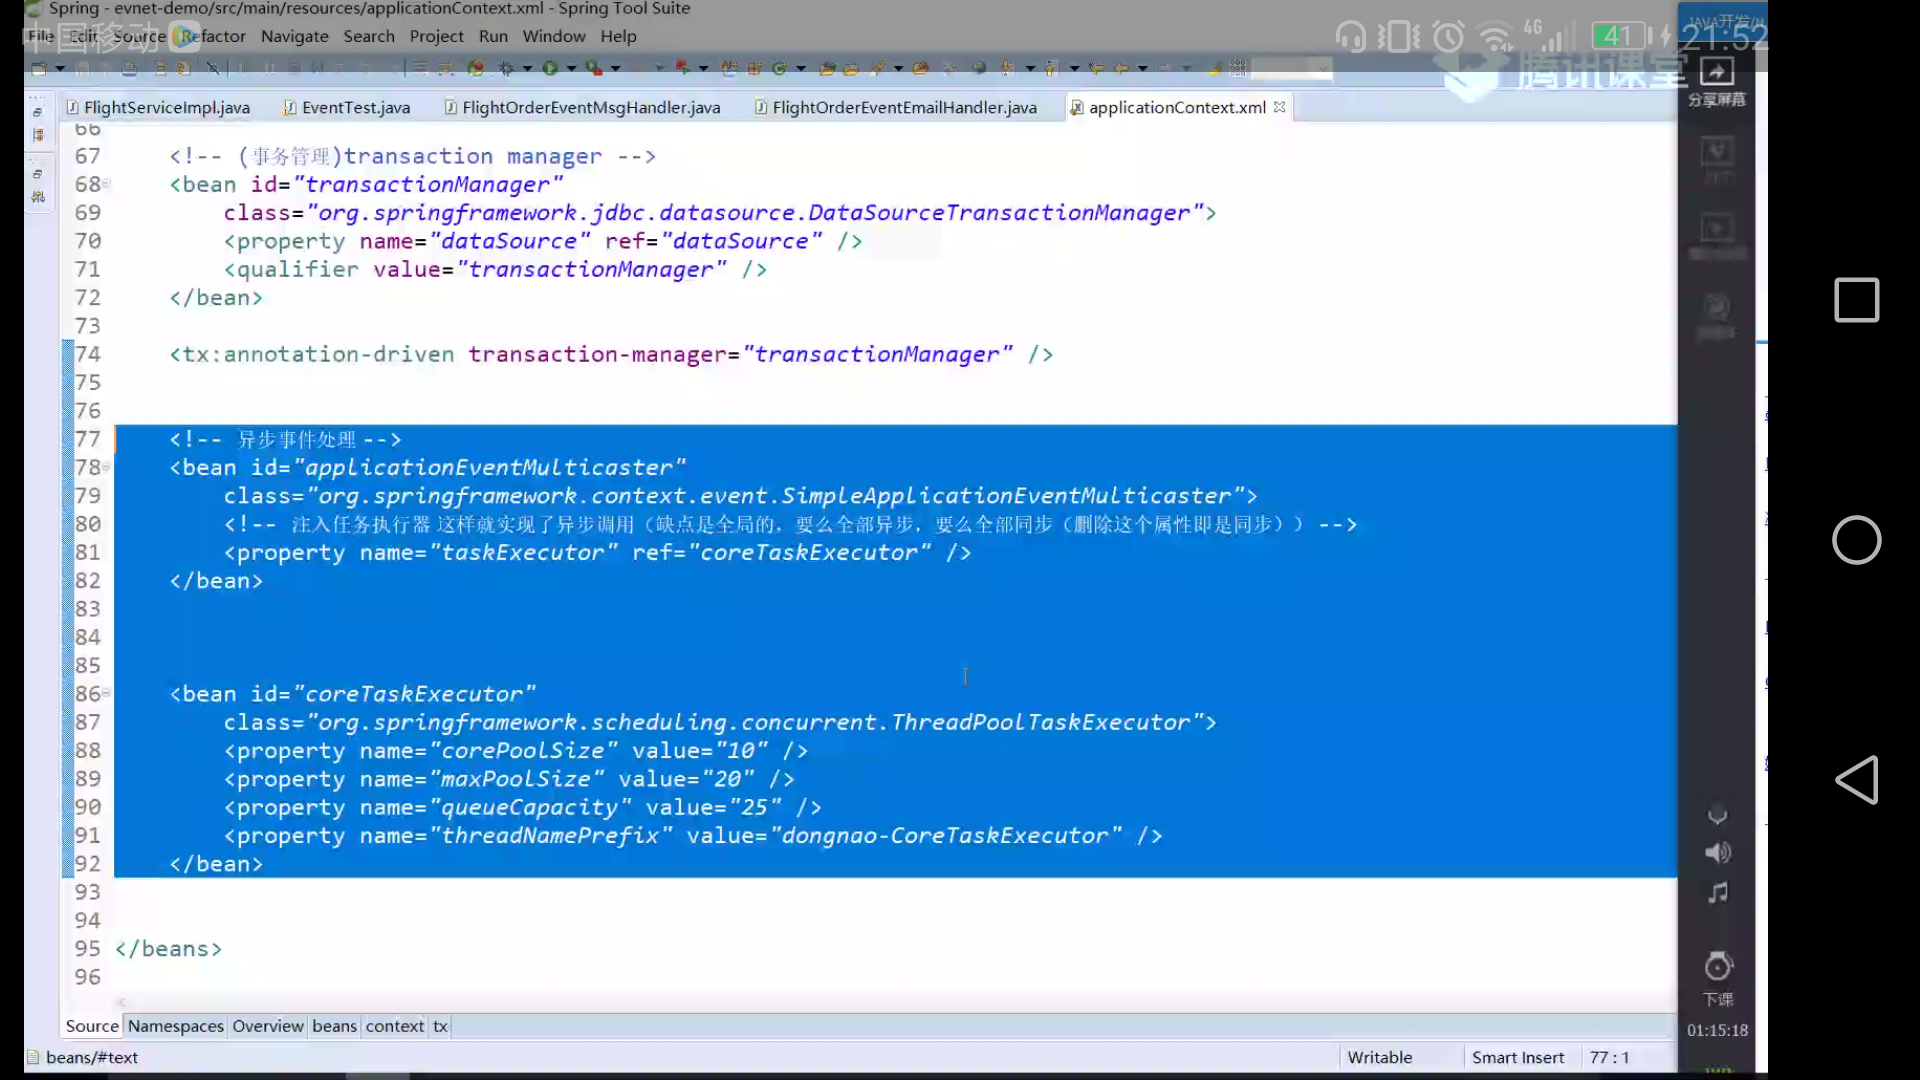 Spring - evnet-demo/src/main/resources/applicationContext.xml - Spring Tool Suite
中国移动
4G
41
21:52
File Edit Source Refactor Navigate Search Project Run Window Help
腾讯课堂
分享屏幕
FlightServiceImpl.java
EventTest.java
FlightOrderEventMsgHandler.java
FlightOrderEventEmailHandler.java
applicationContext.xml
66
67 <!-- (事务管理)transaction manager -->
68 <bean id="transactionManager"
69 class="org.springframework.jdbc.datasource.DataSourceTransactionManager">
70 <property name="dataSource" ref="dataSource" />
71 <qualifier value="transactionManager" />
72 </bean>
73
74 <tx:annotation-driven transaction-manager="transactionManager" />
75
76
77 <!-- 异步事件处理 -->
78 <bean id="applicationEventMulticaster"
79 class="org.springframework.context.event.SimpleApplicationEventMulticaster">
80 <!-- 注入任务执行器 这样就实现了异步调用（缺点是全局的，要么全部异步，要么全部同步（删除这个属性即是同步）） -->
81 <property name="taskExecutor" ref="coreTaskExecutor" />
82 </bean>
83
84
85
86 <bean id="coreTaskExecutor"
87 class="org.springframework.scheduling.concurrent.ThreadPoolTaskExecutor">
88 <property name="corePoolSize" value="10" />
89 <property name="maxPoolSize" value="20" />
90 <property name="queueCapacity" value="25" />
91 <property name="threadNamePrefix" value="dongnao-CoreTaskExecutor" />
92 </bean>
93
94
95 </beans>
96
下课
01:15:18
Source Namespaces Overview beans context tx
beans/#text
Writable
Smart Insert
77 : 1